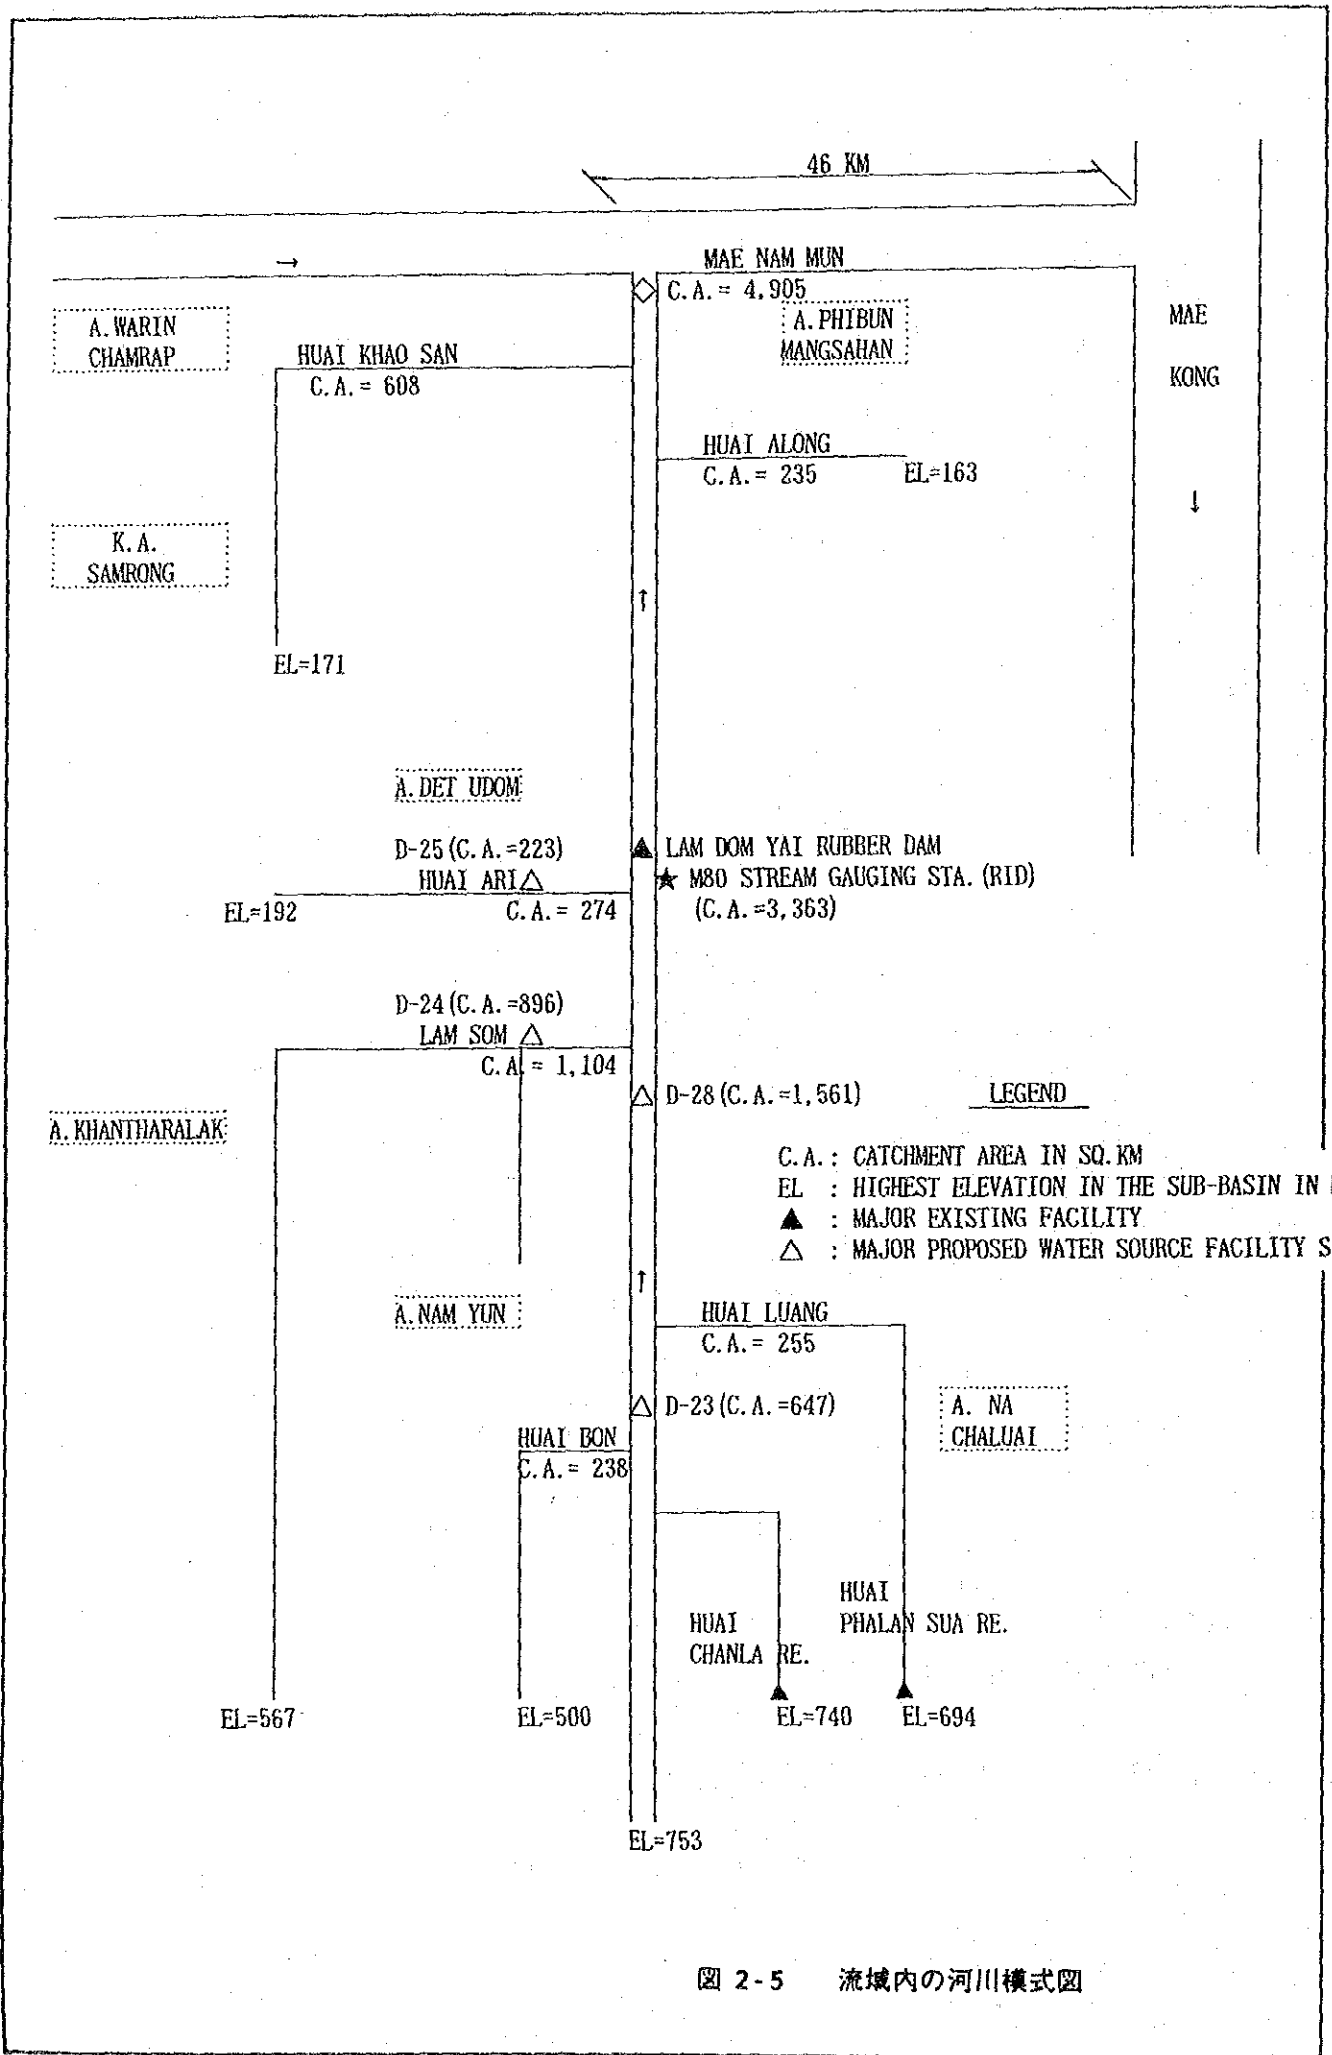 46 KM
→
MAE NAM MUN
C.A.= 4,905
A.WARIN
CHAMRAP
A.PHIBUN
MANGSAHAN
MAE
KONG
↓
HUAI KHAO SAN
C.A.= 608
HUAI ALONG
C.A.= 235
EL=163
K.A.
SAMRONG
↑
EL=171
A.DET UDOM
D-25(C.A.=223)
HUAI ARI△
EL=192
C.A.= 274
▲ LAM DOM YAI RUBBER DAM
★ M80 STREAM GAUGING STA.(RID)
(C.A.=3,363)
D-24(C.A.=896)
LAM SOM △
C.A.= 1,104
△ D-28(C.A.=1,561)
LEGEND
A.KHANTHARALAK
C.A.: CATCHMENT AREA IN SQ.KM
EL : HIGHEST ELEVATION IN THE SUB-BASIN IN
▲ : MAJOR EXISTING FACILITY
△ : MAJOR PROPOSED WATER SOURCE FACILITY S
↑
A.NAM YUN
HUAI LUANG
C.A.= 255
△ D-23(C.A.=647)
A. NA
CHALUAI
HUAI BON
C.A.= 238
HUAI
CHANLA RE.
HUAI
PHALAN SUA RE.
EL=567
EL=500
EL=740
EL=694
EL=753
図 2-5 流域内の河川模式図